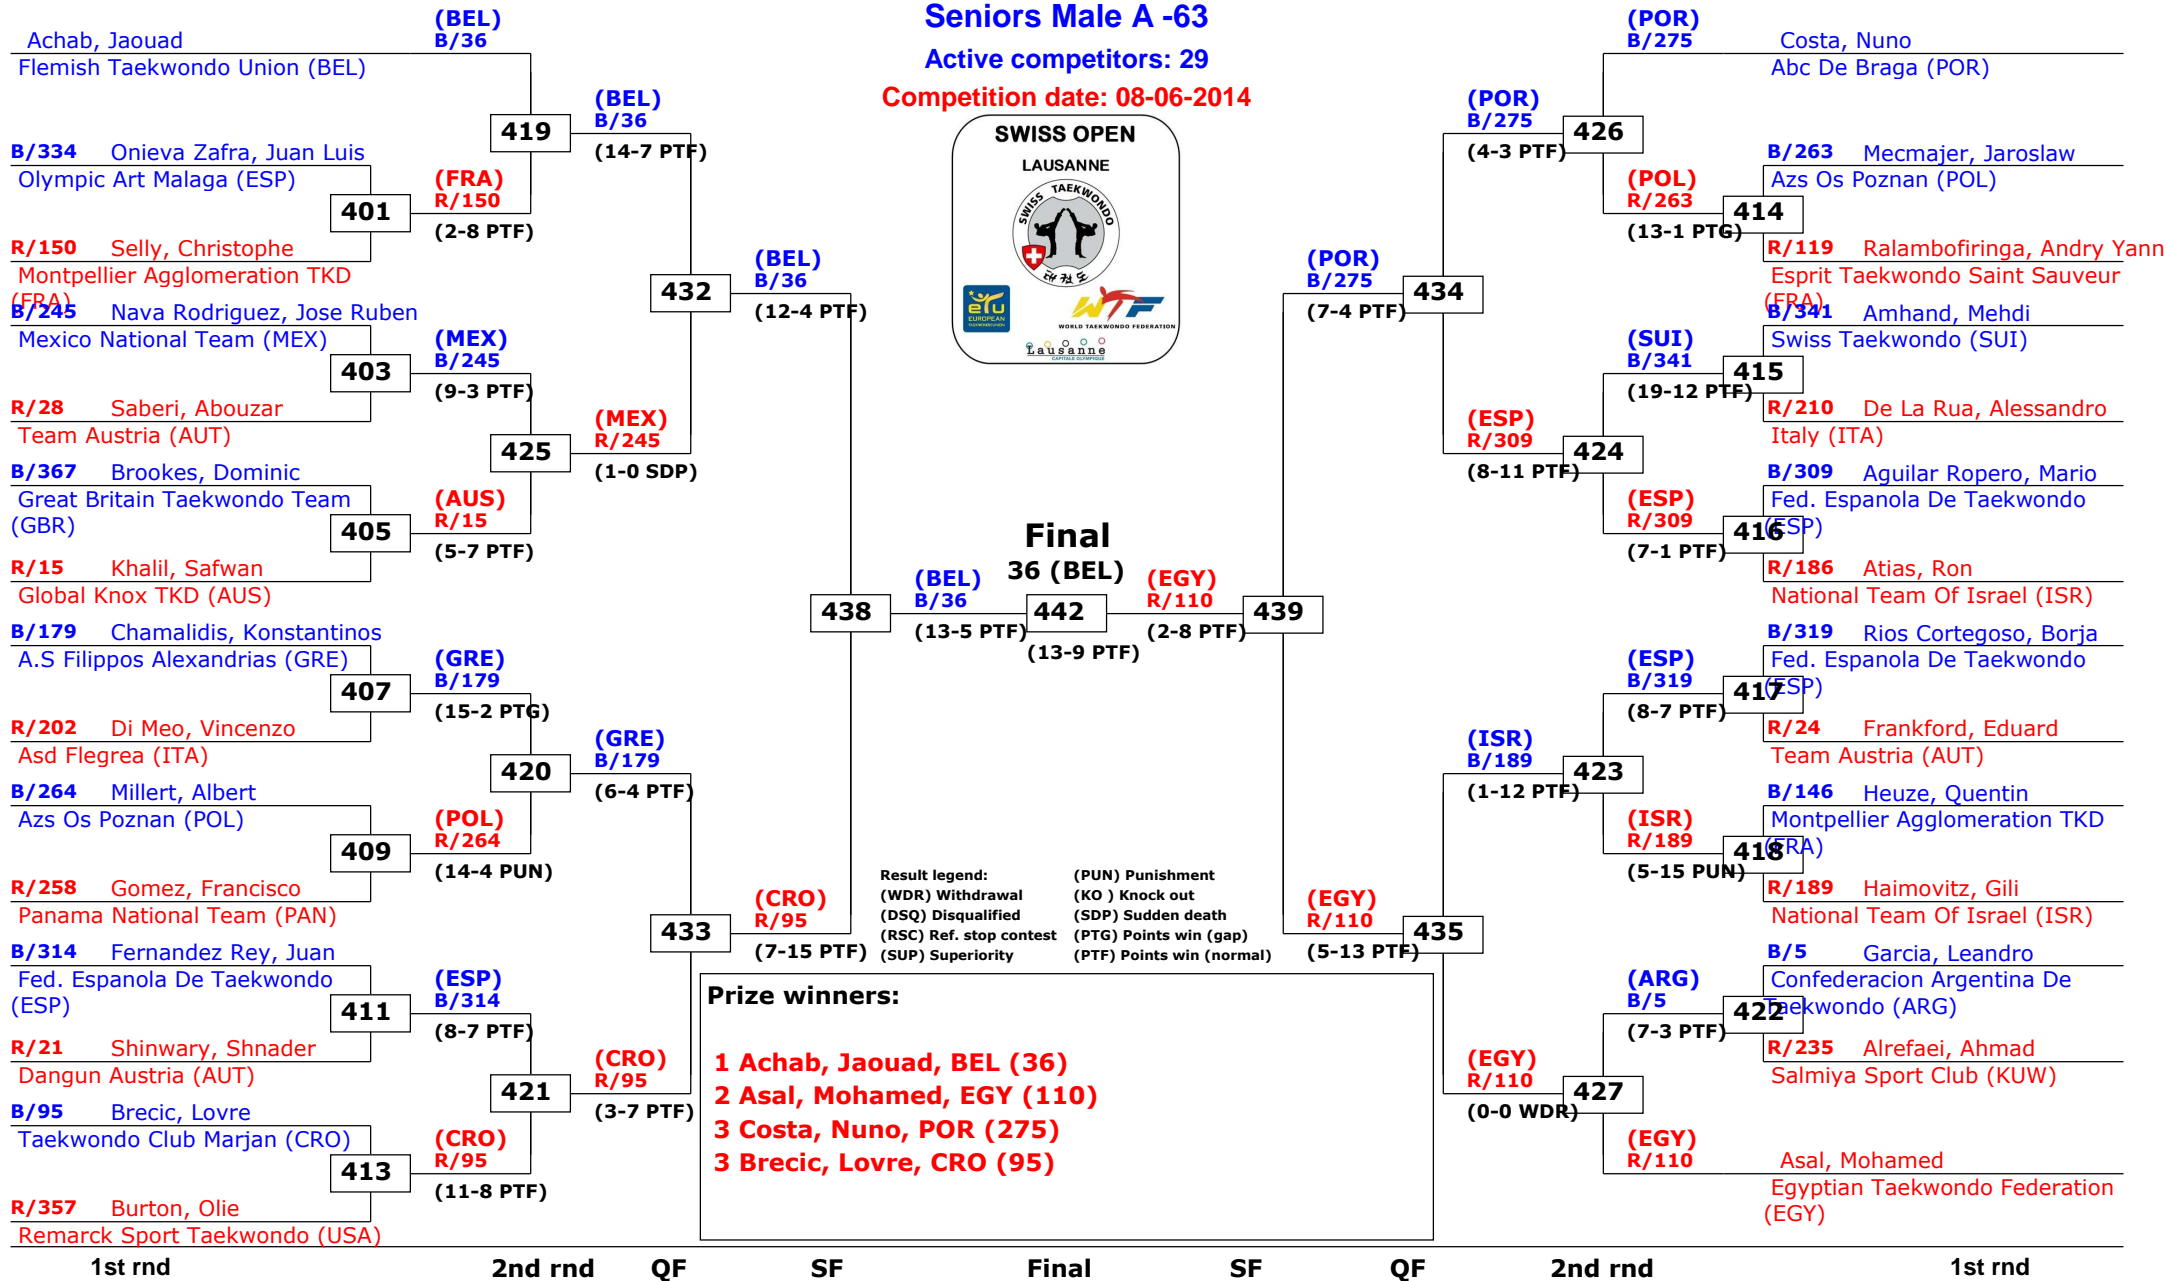 Seniors Male A -63
Active competitors: 29
Competition date: 08-06-2014
SWISS OPEN
LAUSANNE
SWISS TAEKWONDO
태권도
etu
EUROPEAN
TAEKWONDO UNION
WTF
WORLD TAEKWONDO FEDERATION
Lausanne
CAPITALE OLYMPIQUE
(BEL)
B/36
Achab, Jaouad
Flemish Taekwondo Union (BEL)
419
(BEL)
B/36
(14-7 PTF)
B/334 Onieva Zafra, Juan Luis
Olympic Art Malaga (ESP)
401
(FRA)
R/150
(2-8 PTF)
R/150 Selly, Christophe
Montpellier Agglomeration TKD
(FRA)
432
(BEL)
B/36
(12-4 PTF)
B/245 Nava Rodriguez, Jose Ruben
Mexico National Team (MEX)
403
(MEX)
B/245
(9-3 PTF)
R/28 Saberi, Abouzar
Team Austria (AUT)
425
(MEX)
R/245
(1-0 SDP)
B/367 Brookes, Dominic
Great Britain Taekwondo Team
(GBR)
405
(AUS)
R/15
(5-7 PTF)
R/15 Khalil, Safwan
Global Knox TKD (AUS)
438
(BEL)
B/36
(13-5 PTF)
B/179 Chamalidis, Konstantinos
A.S Filippos Alexandrias (GRE)
407
(GRE)
B/179
(15-2 PTG)
R/202 Di Meo, Vincenzo
Asd Flegrea (ITA)
420
(GRE)
B/179
(6-4 PTF)
B/264 Millert, Albert
Azs Os Poznan (POL)
409
(POL)
R/264
(14-4 PUN)
R/258 Gomez, Francisco
Panama National Team (PAN)
433
(CRO)
R/95
(7-15 PTF)
B/314 Fernandez Rey, Juan
Fed. Espanola De Taekwondo
(ESP)
411
(ESP)
B/314
(8-7 PTF)
R/21 Shinwary, Shnader
Dangun Austria (AUT)
421
(CRO)
R/95
(3-7 PTF)
B/95 Brecic, Lovre
Taekwondo Club Marjan (CRO)
413
(CRO)
R/95
(11-8 PTF)
R/357 Burton, Olie
Remarck Sport Taekwondo (USA)
Final
36 (BEL)
442
(13-9 PTF)
(EGY)
R/110
(2-8 PTF)
439
(POR)
B/275
Costa, Nuno
Abc De Braga (POR)
(POR)
B/275
(4-3 PTF)
426
B/263 Mecmajer, Jaroslaw
Azs Os Poznan (POL)
(POL)
R/263
(13-1 PTG)
414
R/119 Ralambofiringa, Andry Yann
Esprit Taekwondo Saint Sauveur
(FRA)
(POR)
B/275
(7-4 PTF)
434
B/341 Amhand, Mehdi
Swiss Taekwondo (SUI)
(SUI)
B/341
(19-12 PTF)
415
R/210 De La Rua, Alessandro
Italy (ITA)
(ESP)
R/309
(8-11 PTF)
424
B/309 Aguilar Ropero, Mario
Fed. Espanola De Taekwondo
(ESP)
(ESP)
R/309
(7-1 PTF)
416
R/186 Atias, Ron
National Team Of Israel (ISR)
B/319 Rios Cortegoso, Borja
Fed. Espanola De Taekwondo
(ESP)
(ESP)
B/319
(8-7 PTF)
417
R/24 Frankford, Eduard
Team Austria (AUT)
(ISR)
B/189
(1-12 PTF)
423
B/146 Heuze, Quentin
Montpellier Agglomeration TKD
(FRA)
(ISR)
R/189
(5-15 PUN)
418
R/189 Haimovitz, Gili
National Team Of Israel (ISR)
(EGY)
R/110
(5-13 PTF)
435
B/5 Garcia, Leandro
Confederacion Argentina De
Taekwondo (ARG)
(ARG)
B/5
(7-3 PTF)
422
R/235 Alrefaei, Ahmad
Salmiya Sport Club (KUW)
(EGY)
R/110
(0-0 WDR)
427
(EGY)
R/110
Asal, Mohamed
Egyptian Taekwondo Federation
(EGY)
Result legend:
(WDR) Withdrawal
(DSQ) Disqualified
(RSC) Ref. stop contest
(SUP) Superiority
(PUN) Punishment
(KO ) Knock out
(SDP) Sudden death
(PTG) Points win (gap)
(PTF) Points win (normal)
Prize winners:
1 Achab, Jaouad, BEL (36)
2 Asal, Mohamed, EGY (110)
3 Costa, Nuno, POR (275)
3 Brecic, Lovre, CRO (95)
1st rnd 2nd rnd QF SF Final SF QF 2nd rnd 1st rnd